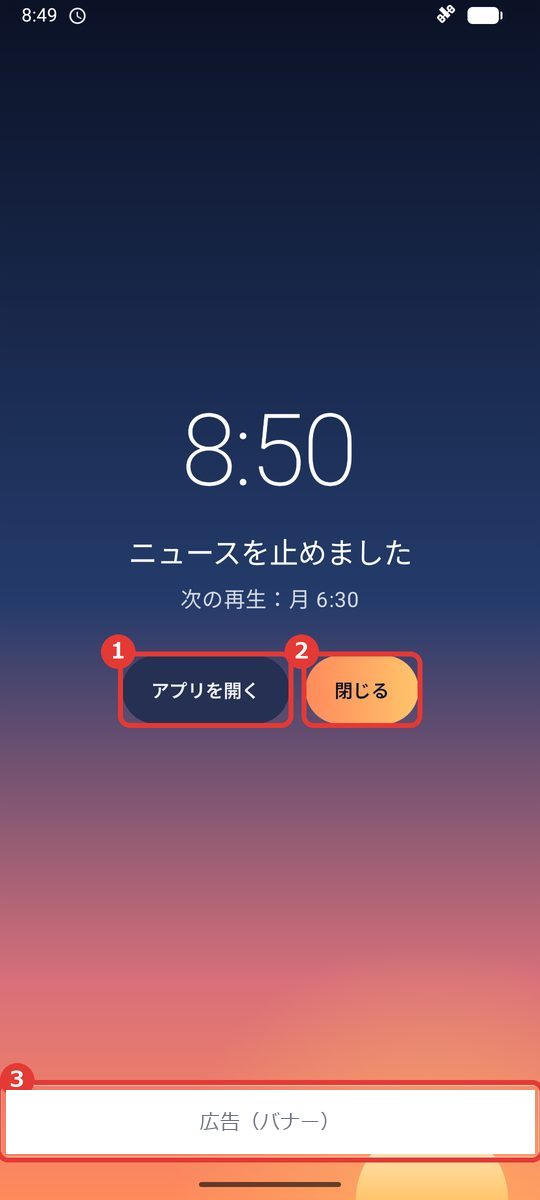 8:49
8:50
ニュースを止めました
次の再生：月 6:30
1
2
アプリを開く
閉じる
3
広告（バナー）